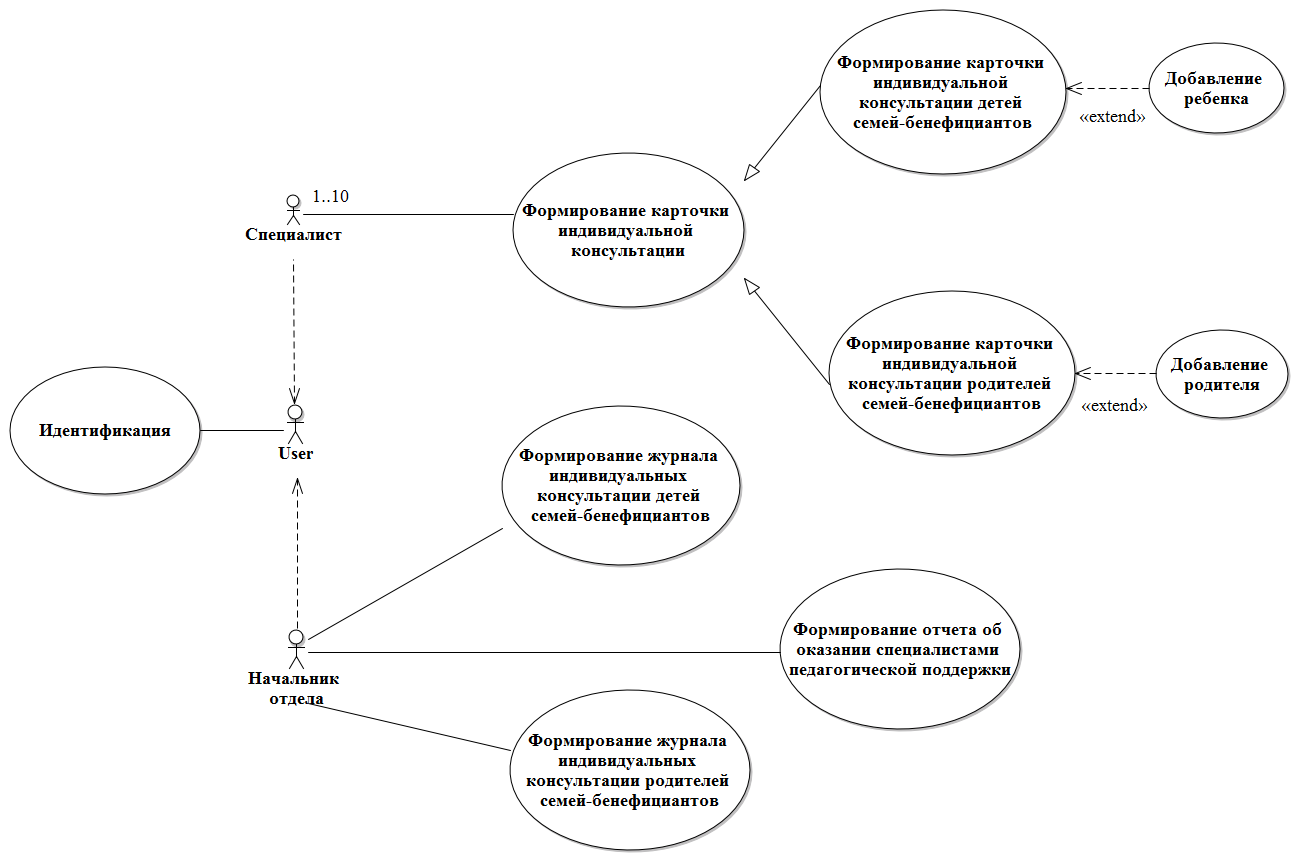 Формирование карточки
индивидуальной
консультации детей
семей-бенефициантов
Добавление
ребенка
«extend»
1..10
Специалист
Формирование карточки
индивидуальной
консультации
Формирование карточки
индивидуальной
консультации родителей
семей-бенефициантов
Добавление
родителя
«extend»
Идентификация
User
Формирование журнала
индивидуальных
консультации детей
семей-бенефициантов
Формирование отчета об
оказании специалистами
педагогической поддержки
Начальник
отдела
Формирование журнала
индивидуальных
консультации родителей
семей-бенефициантов